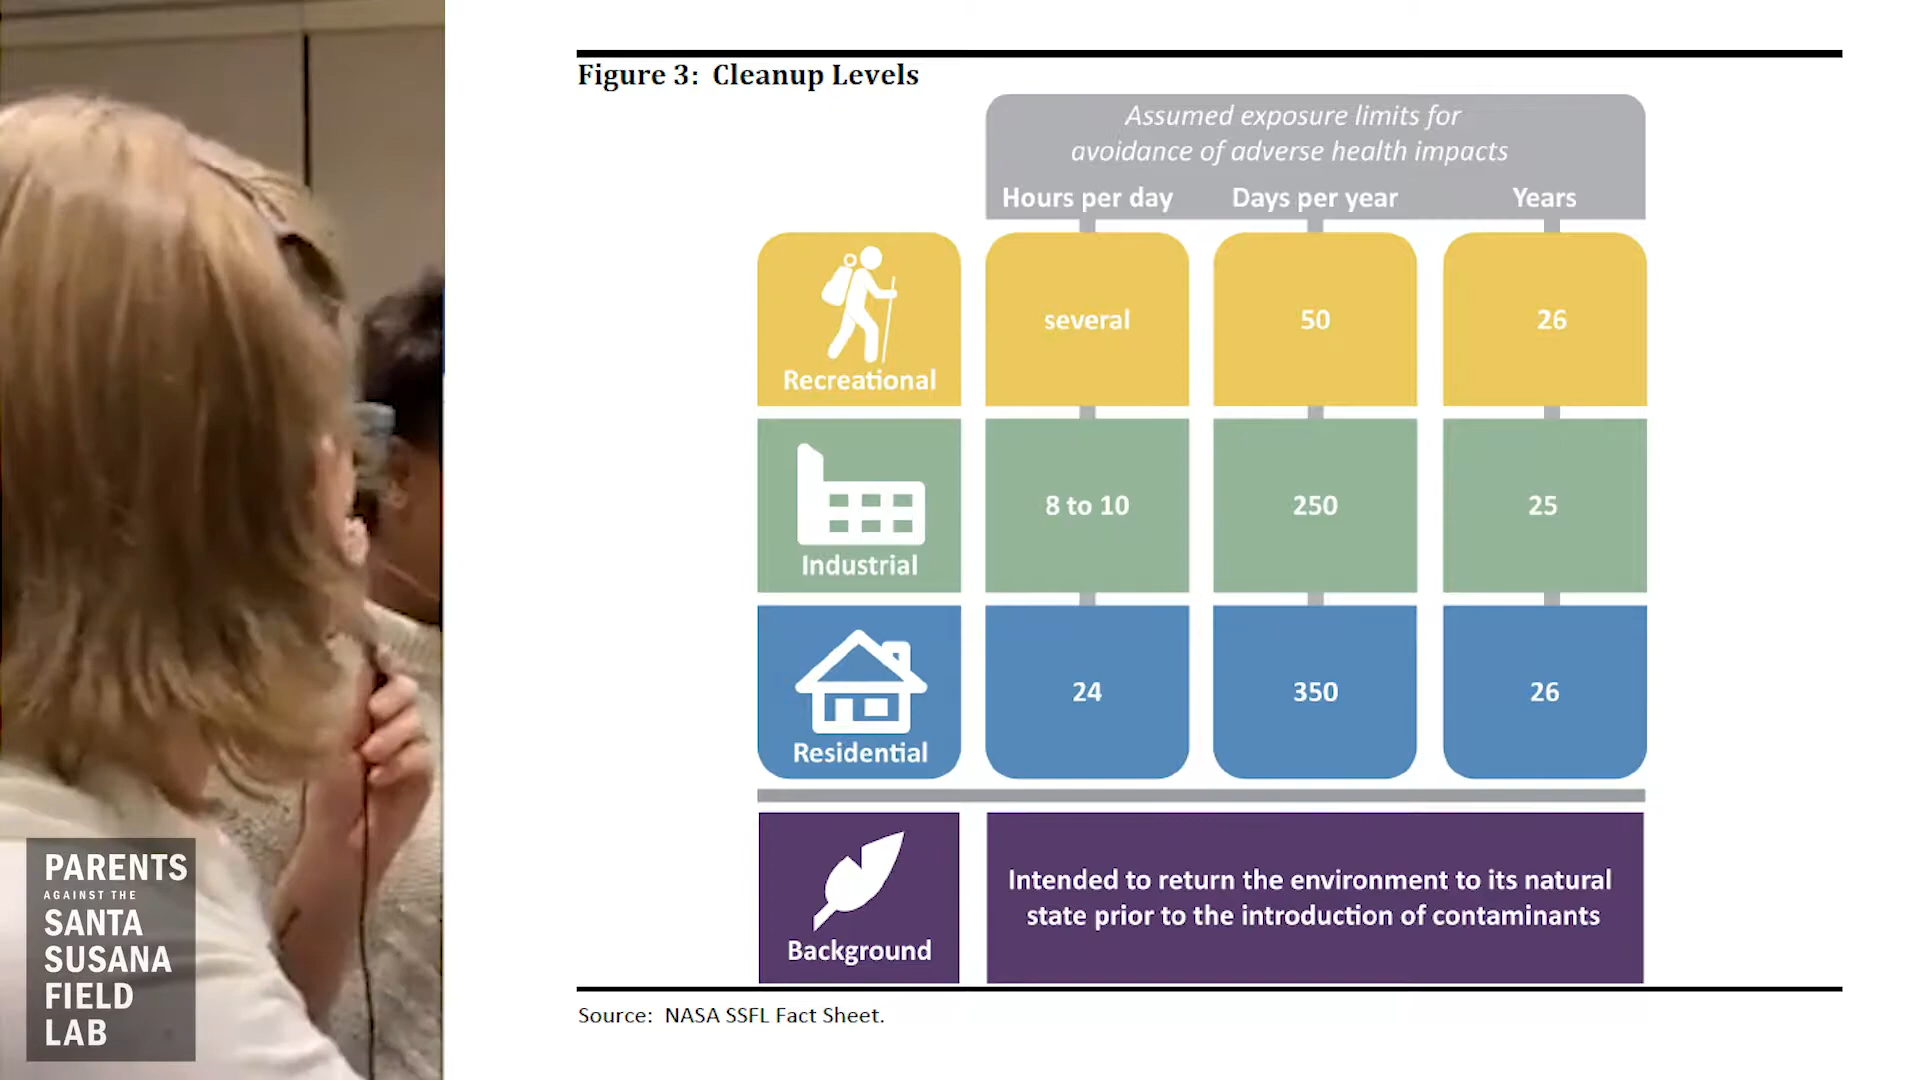 Figure 3: Cleanup Levels
Assumed exposure limits for
avoidance of adverse health impacts
Hours per day Days per year Years
Recreational several 50 26
Industrial 8 to 10 250 25
Residential 24 350 26
Background
Intended to return the environment to its natural
state prior to the introduction of contaminants
Source: NASA SSFL Fact Sheet.
PARENTS
AGAINST THE
SANTA
SUSANA
FIELD
LAB